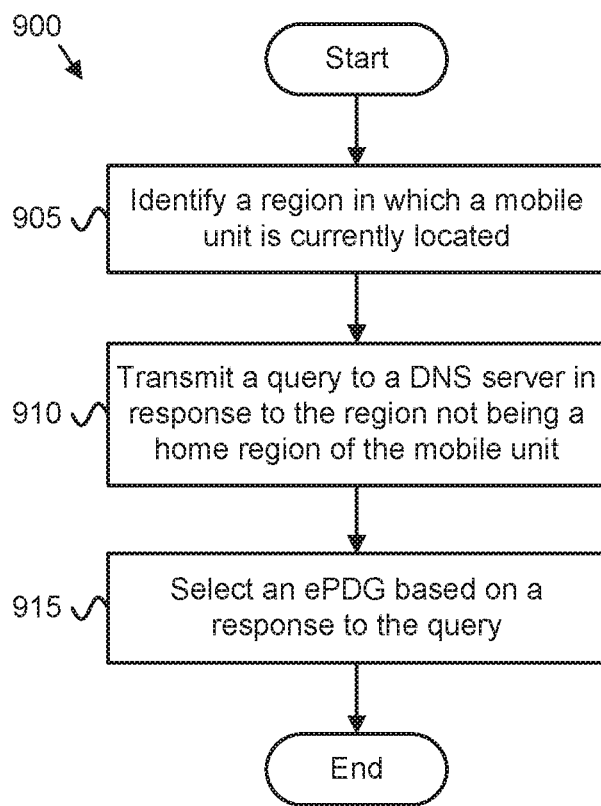 900
Start
905
Identify a region in which a mobile
unit is currently located
910
Transmit a query to a DNS server in
response to the region not being a
home region of the mobile unit
915
Select an ePDG based on a
response to the query
End